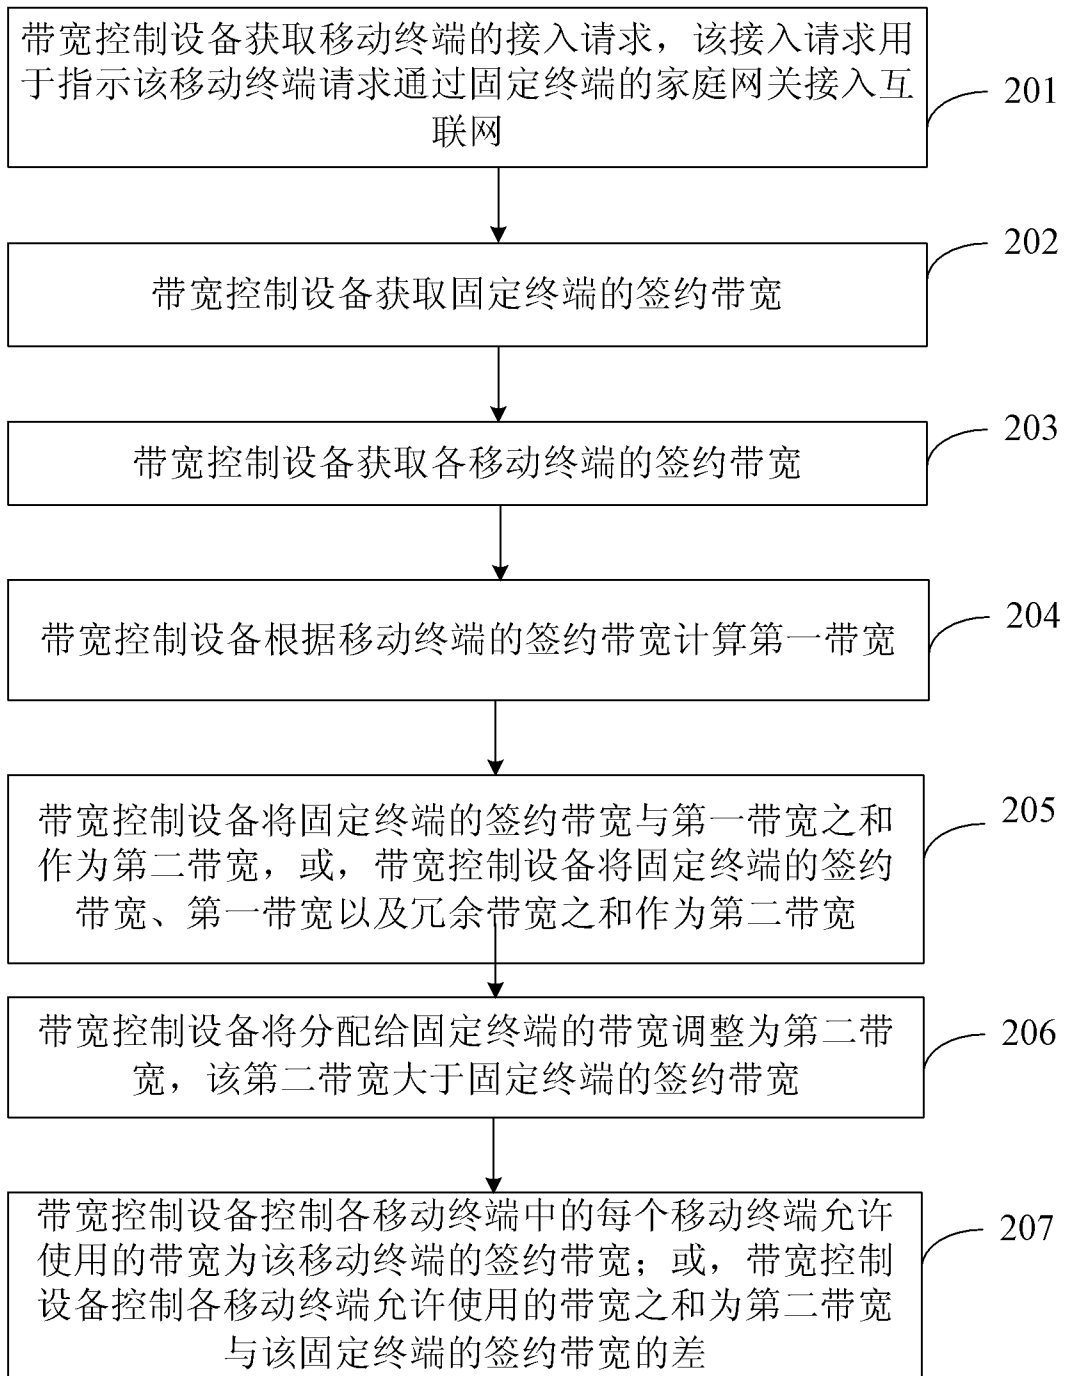 带宽控制设备获取移动终端的接入请求，该接入请求用
于指示该移动终端请求通过固定终端的家庭网关接入互
联网
201
带宽控制设备获取固定终端的签约带宽
202
带宽控制设备获取各移动终端的签约带宽
203
带宽控制设备根据移动终端的签约带宽计算第一带宽
204
带宽控制设备将固定终端的签约带宽与第一带宽之和
作为第二带宽，或，带宽控制设备将固定终端的签约
带宽、第一带宽以及冗余带宽之和作为第二带宽
205
带宽控制设备将分配给固定终端的带宽调整为第二带
宽，该第二带宽大于固定终端的签约带宽
206
带宽控制设备控制各移动终端中的每个移动终端允许
使用的带宽为该移动终端的签约带宽；或，带宽控制
设备控制各移动终端允许使用的带宽之和为第二带宽
与该固定终端的签约带宽的差
207